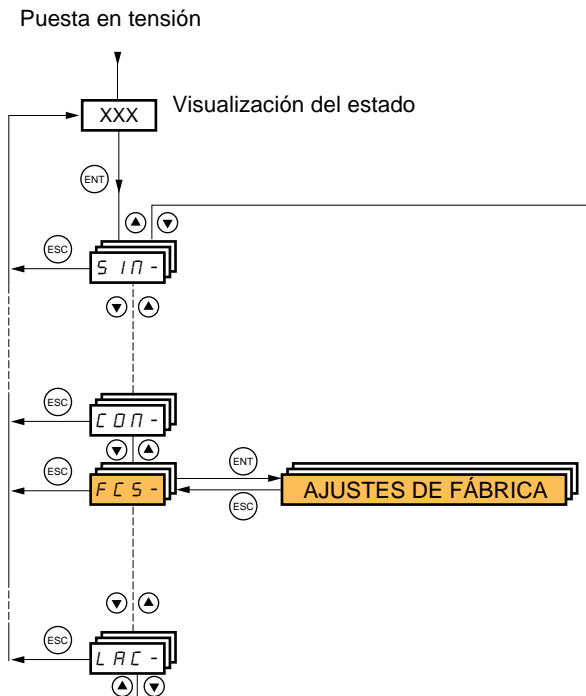 Puesta en tensión
XXX
Visualización del estado
ENT
ESC
SIM-
ESC
COM-
ESC
FCS-
ENT
AJUSTES DE FÁBRICA
ESC
ESC
LAC-